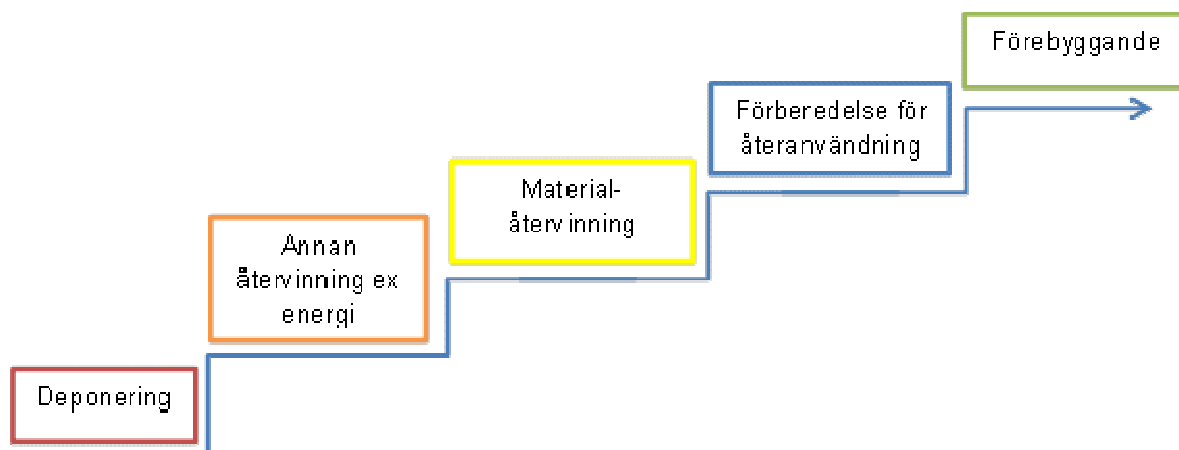 Förebyggande
Förberedelse för
återanvändning
Material-
återvinning
Annan
återvinning ex
energi
Deponering